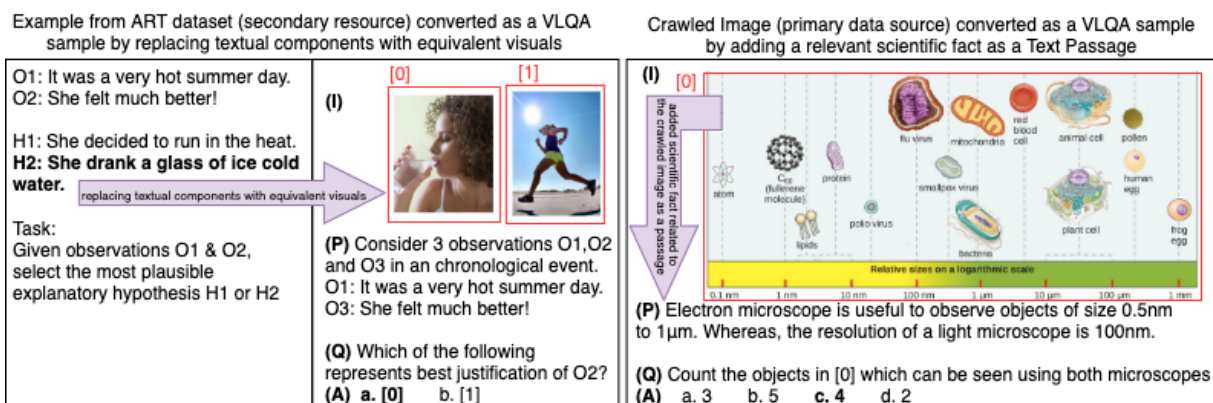 Example from ART dataset (secondary resource) converted as a VLQA
sample by replacing textual components with equivalent visuals
O1: It was a very hot summer day.
O2: She felt much better!
H1: She decided to run in the heat.
H2: She drank a glass of ice cold
water.
replacing textual components with equivalent visuals
Task:
Given observations O1 & O2,
select the most plausible
explanatory hypothesis H1 or H2
(I)
[0]
[1]
(P) Consider 3 observations O1,O2
and O3 in an chronological event.
O1: It was a very hot summer day.
O3: She felt much better!
(Q) Which of the following
represents best justification of O2?
(A) a. [0] b. [1]
Crawled Image (primary data source) converted as a VLQA sample
by adding a relevant scientific fact as a Text Passage
(I)
[0]
added scientific fact related to
the crawled image as a passage
atom
C60
(fullerene
molecule)
lipids
protein
polio virus
flu virus
smallpox virus
mitochondria
bacteria
red
blood
cell
animal cell
plant cell
pollen
human
egg
frog
egg
Relative sizes on a logarithmic scale
0.1 nm 1 nm 10 nm 100 nm 1 μm 10 μm 100 μm 1 mm
(P) Electron microscope is useful to observe objects of size 0.5nm
to 1μm. Whereas, the resolution of a light microscope is 100nm.
(Q) Count the objects in [0] which can be seen using both microscopes
(A) a. 3 b. 5 c. 4 d. 2